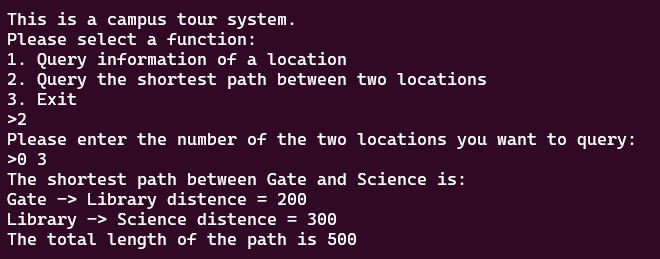 This is a campus tour system.
Please select a function:
1. Query information of a location
2. Query the shortest path between two locations
3. Exit
>2
Please enter the number of the two locations you want to query:
>0 3
The shortest path between Gate and Science is:
Gate -> Library distence = 200
Library -> Science distence = 300
The total length of the path is 500